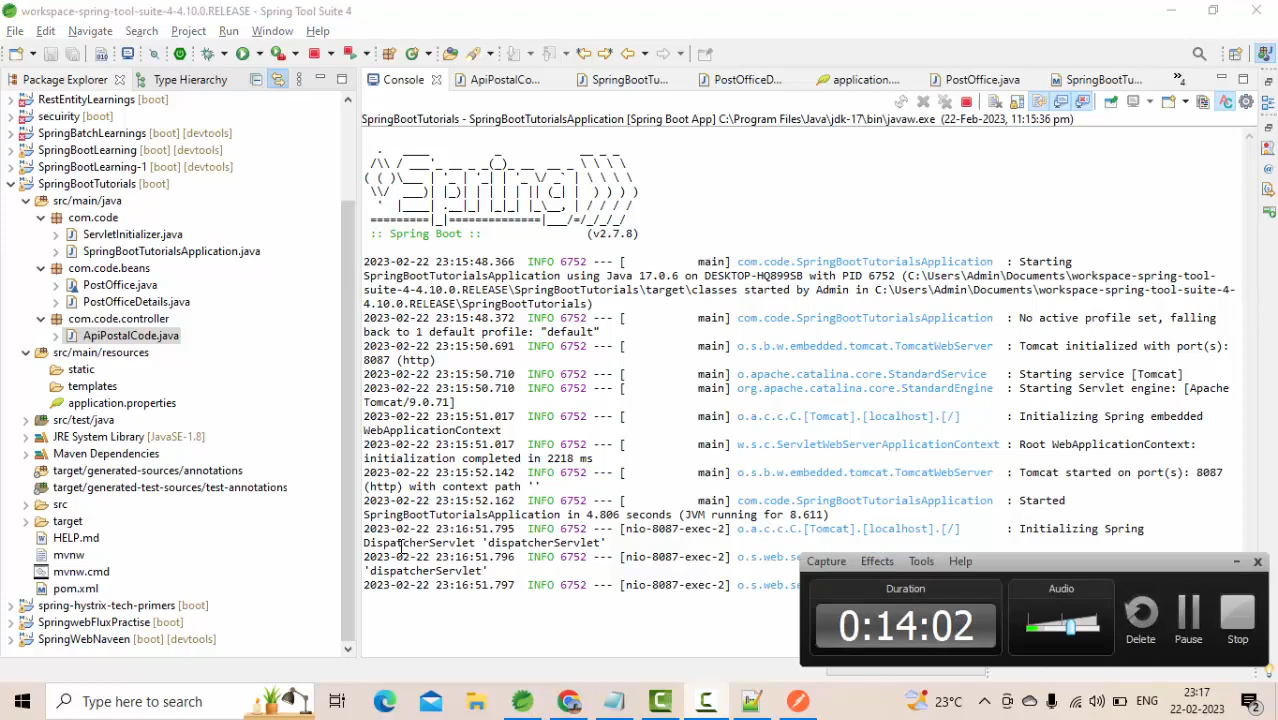 workspace-spring-tool-suite-4-4.10.0.RELEASE - Spring Tool Suite 4
File Edit Navigate Search Project Run Window Help
Package Explorer Type Hierarchy
RestEntityLearnings [boot]
secuirity [boot]
SpringBatchLearnings [boot] [devtools]
SpringBootLearning [boot] [devtools]
SpringBootLearning-1 [boot] [devtools]
SpringBootTutorials [boot]
src/main/java
com.code
ServletInitializer.java
SpringBootTutorialsApplication.java
com.code.beans
PostOffice.java
PostOfficeDetails.java
com.code.controller
ApiPostalCode.java
src/main/resources
static
templates
application.properties
src/test/java
JRE System Library [JavaSE-1.8]
Maven Dependencies
target/generated-sources/annotations
target/generated-test-sources/test-annotations
src
target
HELP.md
mvnw
mvnw.cmd
pom.xml
spring-hystrix-tech-primers [boot]
SpringwebFluxPractise [boot]
SpringWebNaveen [boot] [devtools]
Console ApiPostalCo... SpringBootTu... PostOfficeD... application.... PostOffice.java SpringBootTu... 4
SpringBootTutorials - SpringBootTutorialsApplication [Spring Boot App] C:\Program Files\Java\jdk-17\bin\javaw.exe (22-Feb-2023, 11:15:36 pm)
Spring
:: Spring Boot :: (v2.7.8)
2023-02-22 23:15:48.366 INFO 6752 --- [ main] com.code.SpringBootTutorialsApplication : Starting
SpringBootTutorialsApplication using Java 17.0.6 on DESKTOP-HQ899SB with PID 6752 (C:\Users\Admin\Documents\workspace-spring-tool-
suite-4-4.10.0.RELEASE\SpringBootTutorials\target\classes started by Admin in C:\Users\Admin\Documents\workspace-spring-tool-suite-4-
4.10.0.RELEASE\SpringBootTutorials)
2023-02-22 23:15:48.372 INFO 6752 --- [ main] com.code.SpringBootTutorialsApplication : No active profile set, falling
back to 1 default profile: "default"
2023-02-22 23:15:50.691 INFO 6752 --- [ main] o.s.b.w.embedded.tomcat.TomcatWebServer : Tomcat initialized with port(s):
8087 (http)
2023-02-22 23:15:50.710 INFO 6752 --- [ main] o.apache.catalina.core.StandardService : Starting service [Tomcat]
2023-02-22 23:15:50.710 INFO 6752 --- [ main] org.apache.catalina.core.StandardEngine : Starting Servlet engine: [Apache
Tomcat/9.0.71]
2023-02-22 23:15:51.017 INFO 6752 --- [ main] o.a.c.c.C.[Tomcat].[localhost].[/] : Initializing Spring embedded
WebApplicationContext
2023-02-22 23:15:51.017 INFO 6752 --- [ main] w.s.c.ServletWebServerApplicationContext : Root WebApplicationContext:
initialization completed in 2218 ms
2023-02-22 23:15:52.142 INFO 6752 --- [ main] o.s.b.w.embedded.tomcat.TomcatWebServer : Tomcat started on port(s): 8087
(http) with context path ''
2023-02-22 23:15:52.162 INFO 6752 --- [ main] com.code.SpringBootTutorialsApplication : Started
SpringBootTutorialsApplication in 4.806 seconds (JVM running for 8.611)
2023-02-22 23:16:51.795 INFO 6752 --- [nio-8087-exec-2] o.a.c.c.C.[Tomcat].[localhost].[/] : Initializing Spring
DispatcherServlet 'dispatcherServlet'
2023-02-22 23:16:51.796 INFO 6752 --- [nio-8087-exec-2] o.s.web.se
'dispatcherServlet'
2023-02-22 23:16:51.797 INFO 6752 --- [nio-8087-exec-2] o.s.web.se
Capture Effects Tools Help
Duration Audio
0:14:02
Delete Pause Stop
Type here to search
23°C
ENG
23:17
22-02-2023
2